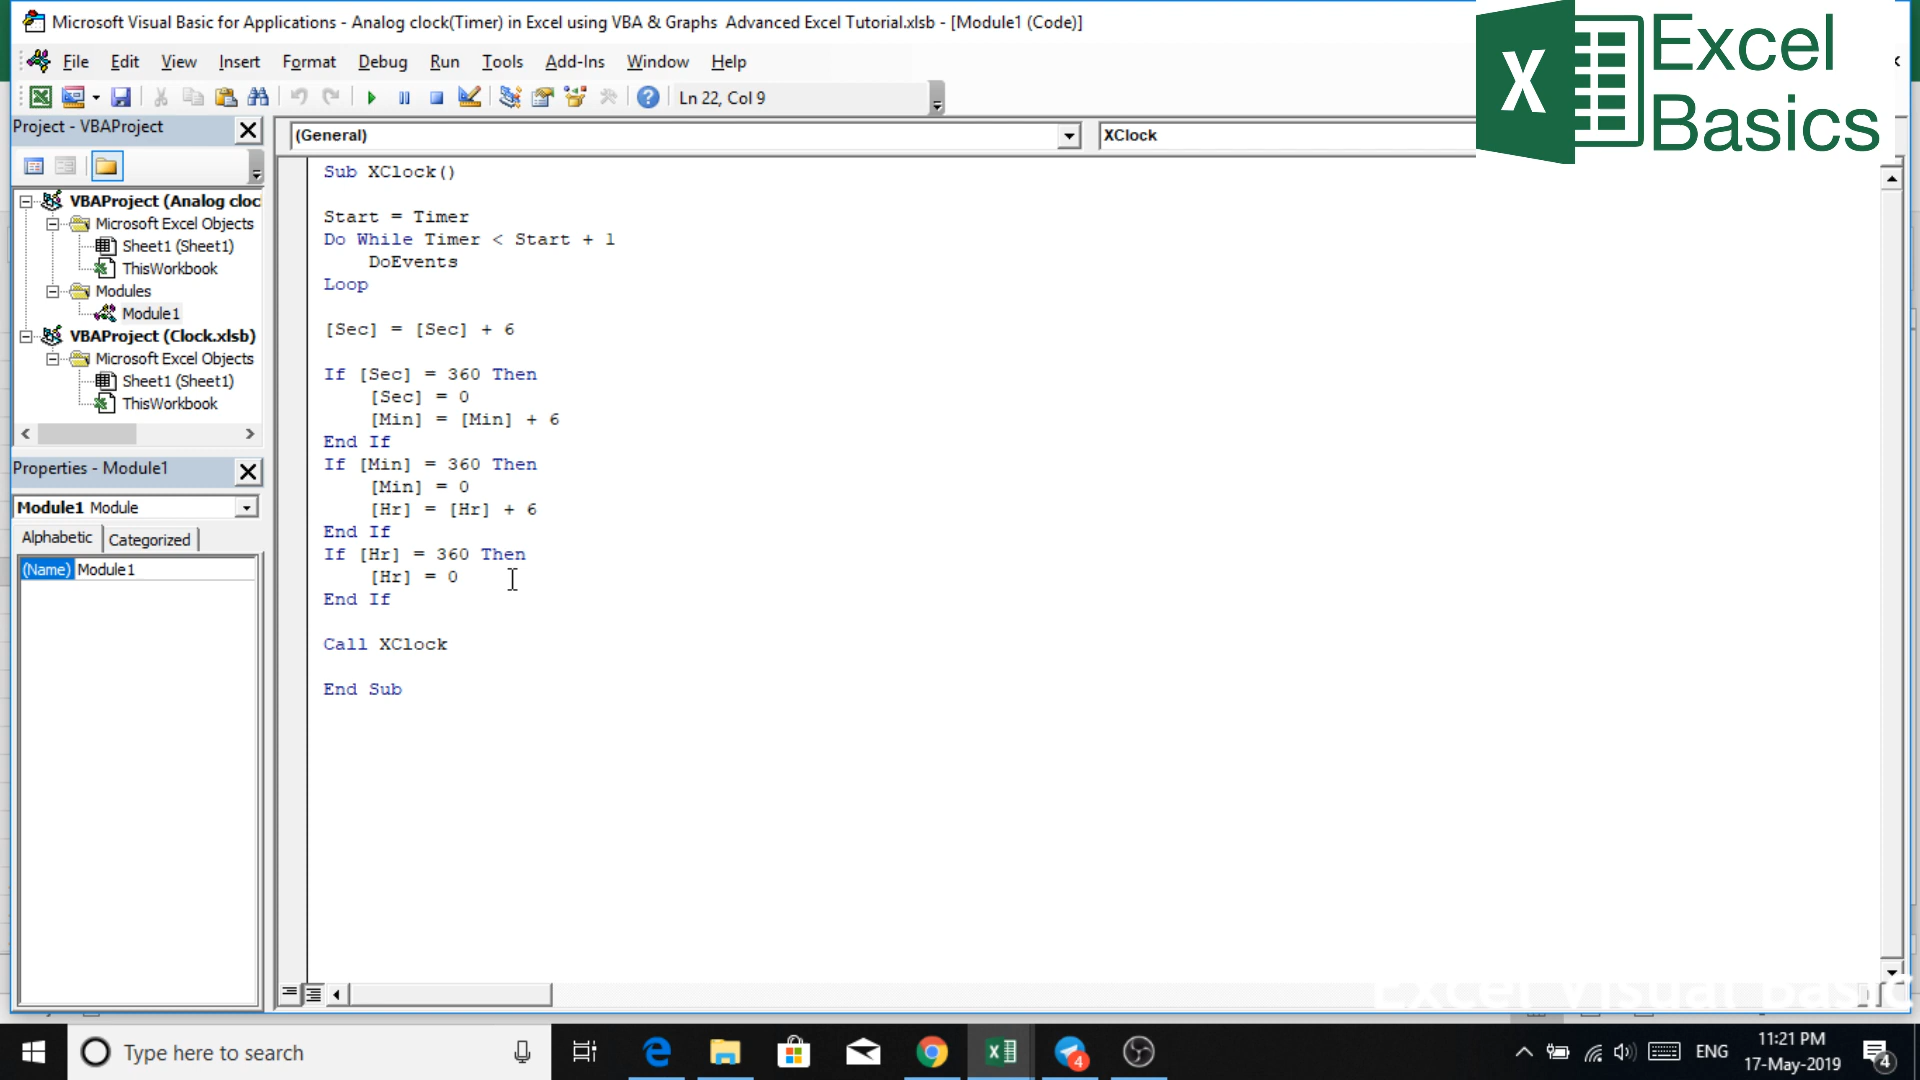 Microsoft Visual Basic for Applications - Analog clock(Timer) in Excel using VBA & Graphs  Advanced Excel Tutorial.xlsb - [Module1 (Code)]
X
Excel
Basics
File Edit View Insert Format Debug Run Tools Add-Ins Window Help
Ln 22, Col 9
Project - VBAProject
(General)
XClock
VBAProject (Analog cloc
Microsoft Excel Objects
Sheet1 (Sheet1)
ThisWorkbook
Modules
Module1
VBAProject (Clock.xlsb)
Microsoft Excel Objects
Sheet1 (Sheet1)
ThisWorkbook
Properties - Module1
Module1 Module
Alphabetic Categorized
(Name) Module1
Sub XClock()
Start = Timer
Do While Timer < Start + 1
DoEvents
Loop
[Sec] = [Sec] + 6
If [Sec] = 360 Then
[Sec] = 0
[Min] = [Min] + 6
End If
If [Min] = 360 Then
[Min] = 0
[Hr] = [Hr] + 6
End If
If [Hr] = 360 Then
[Hr] = 0
End If
Call XClock
End Sub
Excel Visual Basic
Type here to search
4
ENG
11:21 PM
17-May-2019
4